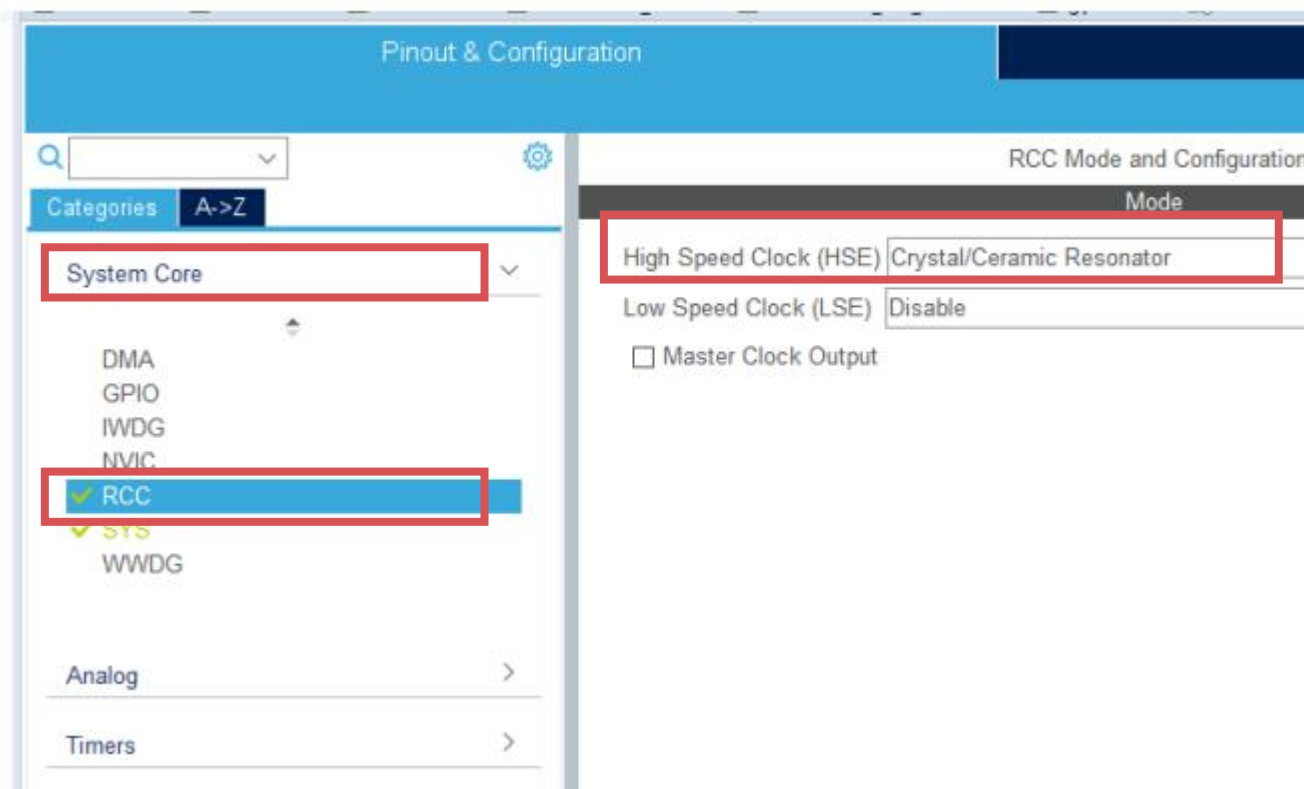 Pinout & Configuration
RCC Mode and Configuration
Mode
Categories
A->Z
System Core
DMA
GPIO
IWDG
NVIC
RCC
SYS
WWDG
Analog
Timers
High Speed Clock (HSE) Crystal/Ceramic Resonator
Low Speed Clock (LSE) Disable
Master Clock Output